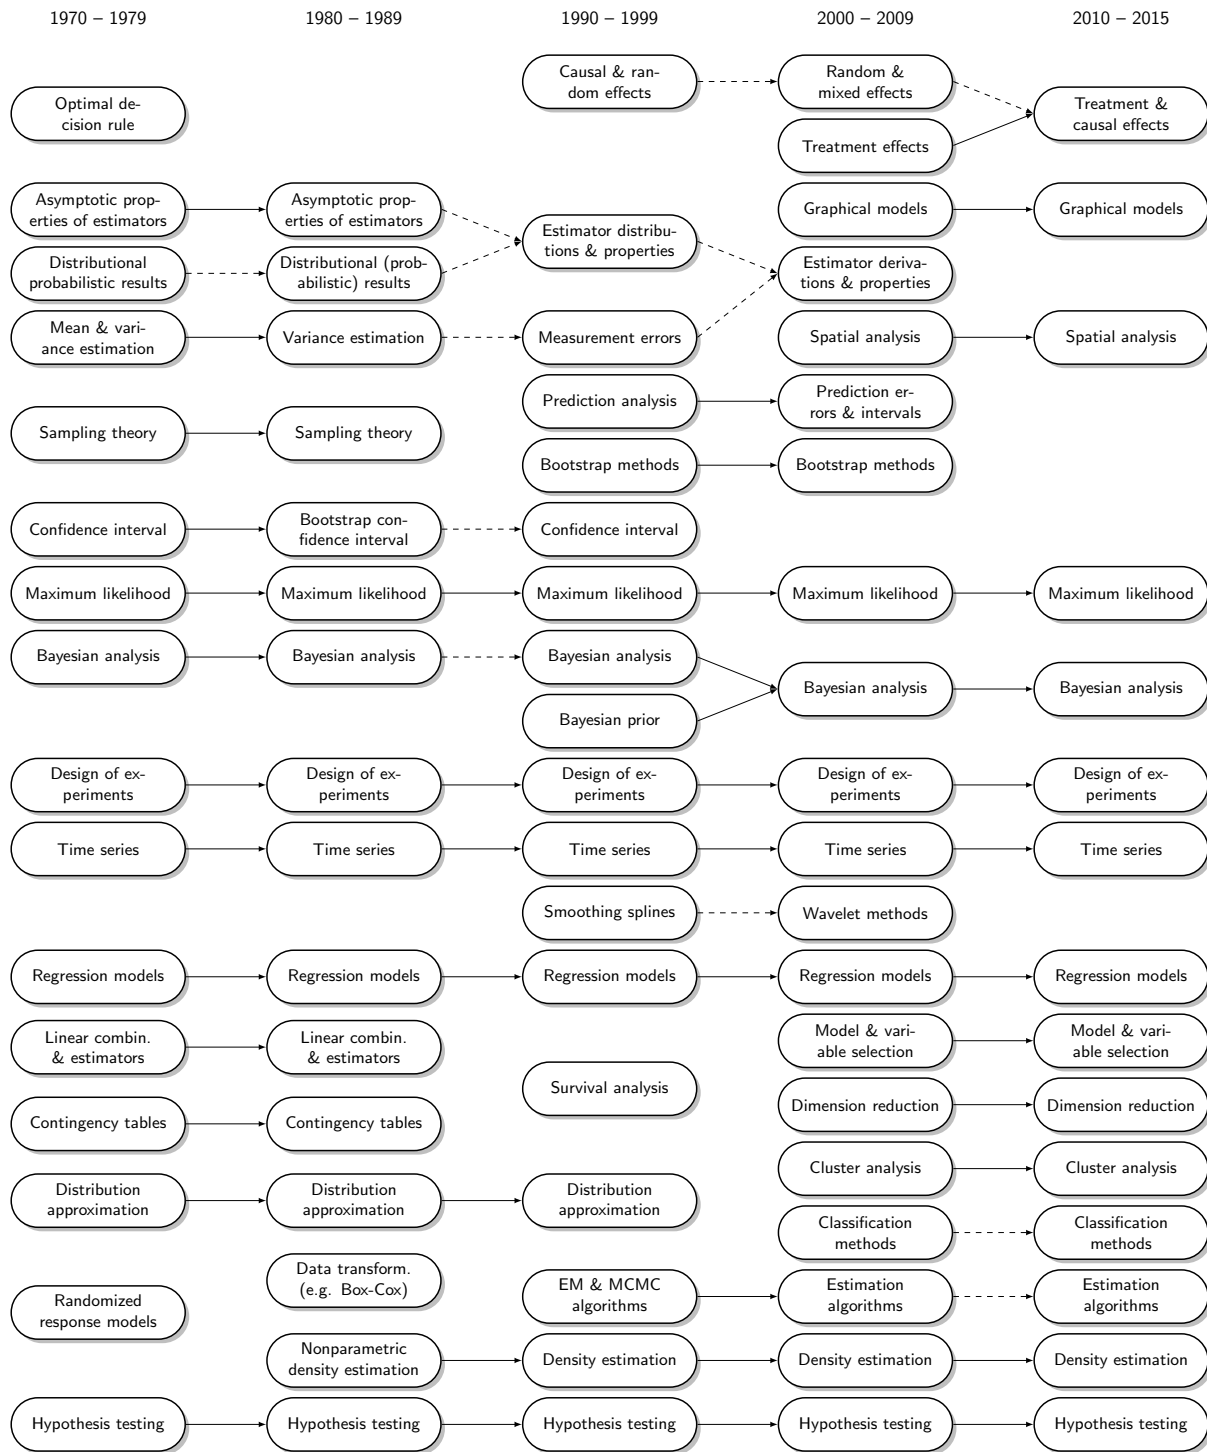 1970 – 1979
1980 – 1989
1990 – 1999
2000 – 2009
2010 – 2015
Causal & ran-
dom effects
Random &
mixed effects
Optimal de-
cision rule
Treatment &
causal effects
Treatment effects
Asymptotic prop-
erties of estimators
Asymptotic prop-
erties of estimators
Graphical models
Graphical models
Estimator distribu-
tions & properties
Distributional
probabilistic results
Distributional (prob-
abilistic) results
Estimator deriva-
tions & properties
Mean & vari-
ance estimation
Variance estimation
Measurement errors
Spatial analysis
Spatial analysis
Prediction analysis
Prediction er-
rors & intervals
Sampling theory
Sampling theory
Bootstrap methods
Bootstrap methods
Confidence interval
Bootstrap con-
fidence interval
Confidence interval
Maximum likelihood
Maximum likelihood
Maximum likelihood
Maximum likelihood
Maximum likelihood
Bayesian analysis
Bayesian analysis
Bayesian analysis
Bayesian analysis
Bayesian analysis
Bayesian prior
Design of ex-
periments
Design of ex-
periments
Design of ex-
periments
Design of ex-
periments
Design of ex-
periments
Time series
Time series
Time series
Time series
Time series
Smoothing splines
Wavelet methods
Regression models
Regression models
Regression models
Regression models
Regression models
Linear combin.
& estimators
Linear combin.
& estimators
Model & vari-
able selection
Model & vari-
able selection
Survival analysis
Dimension reduction
Dimension reduction
Contingency tables
Contingency tables
Cluster analysis
Cluster analysis
Distribution
approximation
Distribution
approximation
Distribution
approximation
Classification
methods
Classification
methods
Data transform.
(e.g. Box-Cox)
EM & MCMC
algorithms
Estimation
algorithms
Estimation
algorithms
Randomized
response models
Nonparametric
density estimation
Density estimation
Density estimation
Density estimation
Hypothesis testing
Hypothesis testing
Hypothesis testing
Hypothesis testing
Hypothesis testing